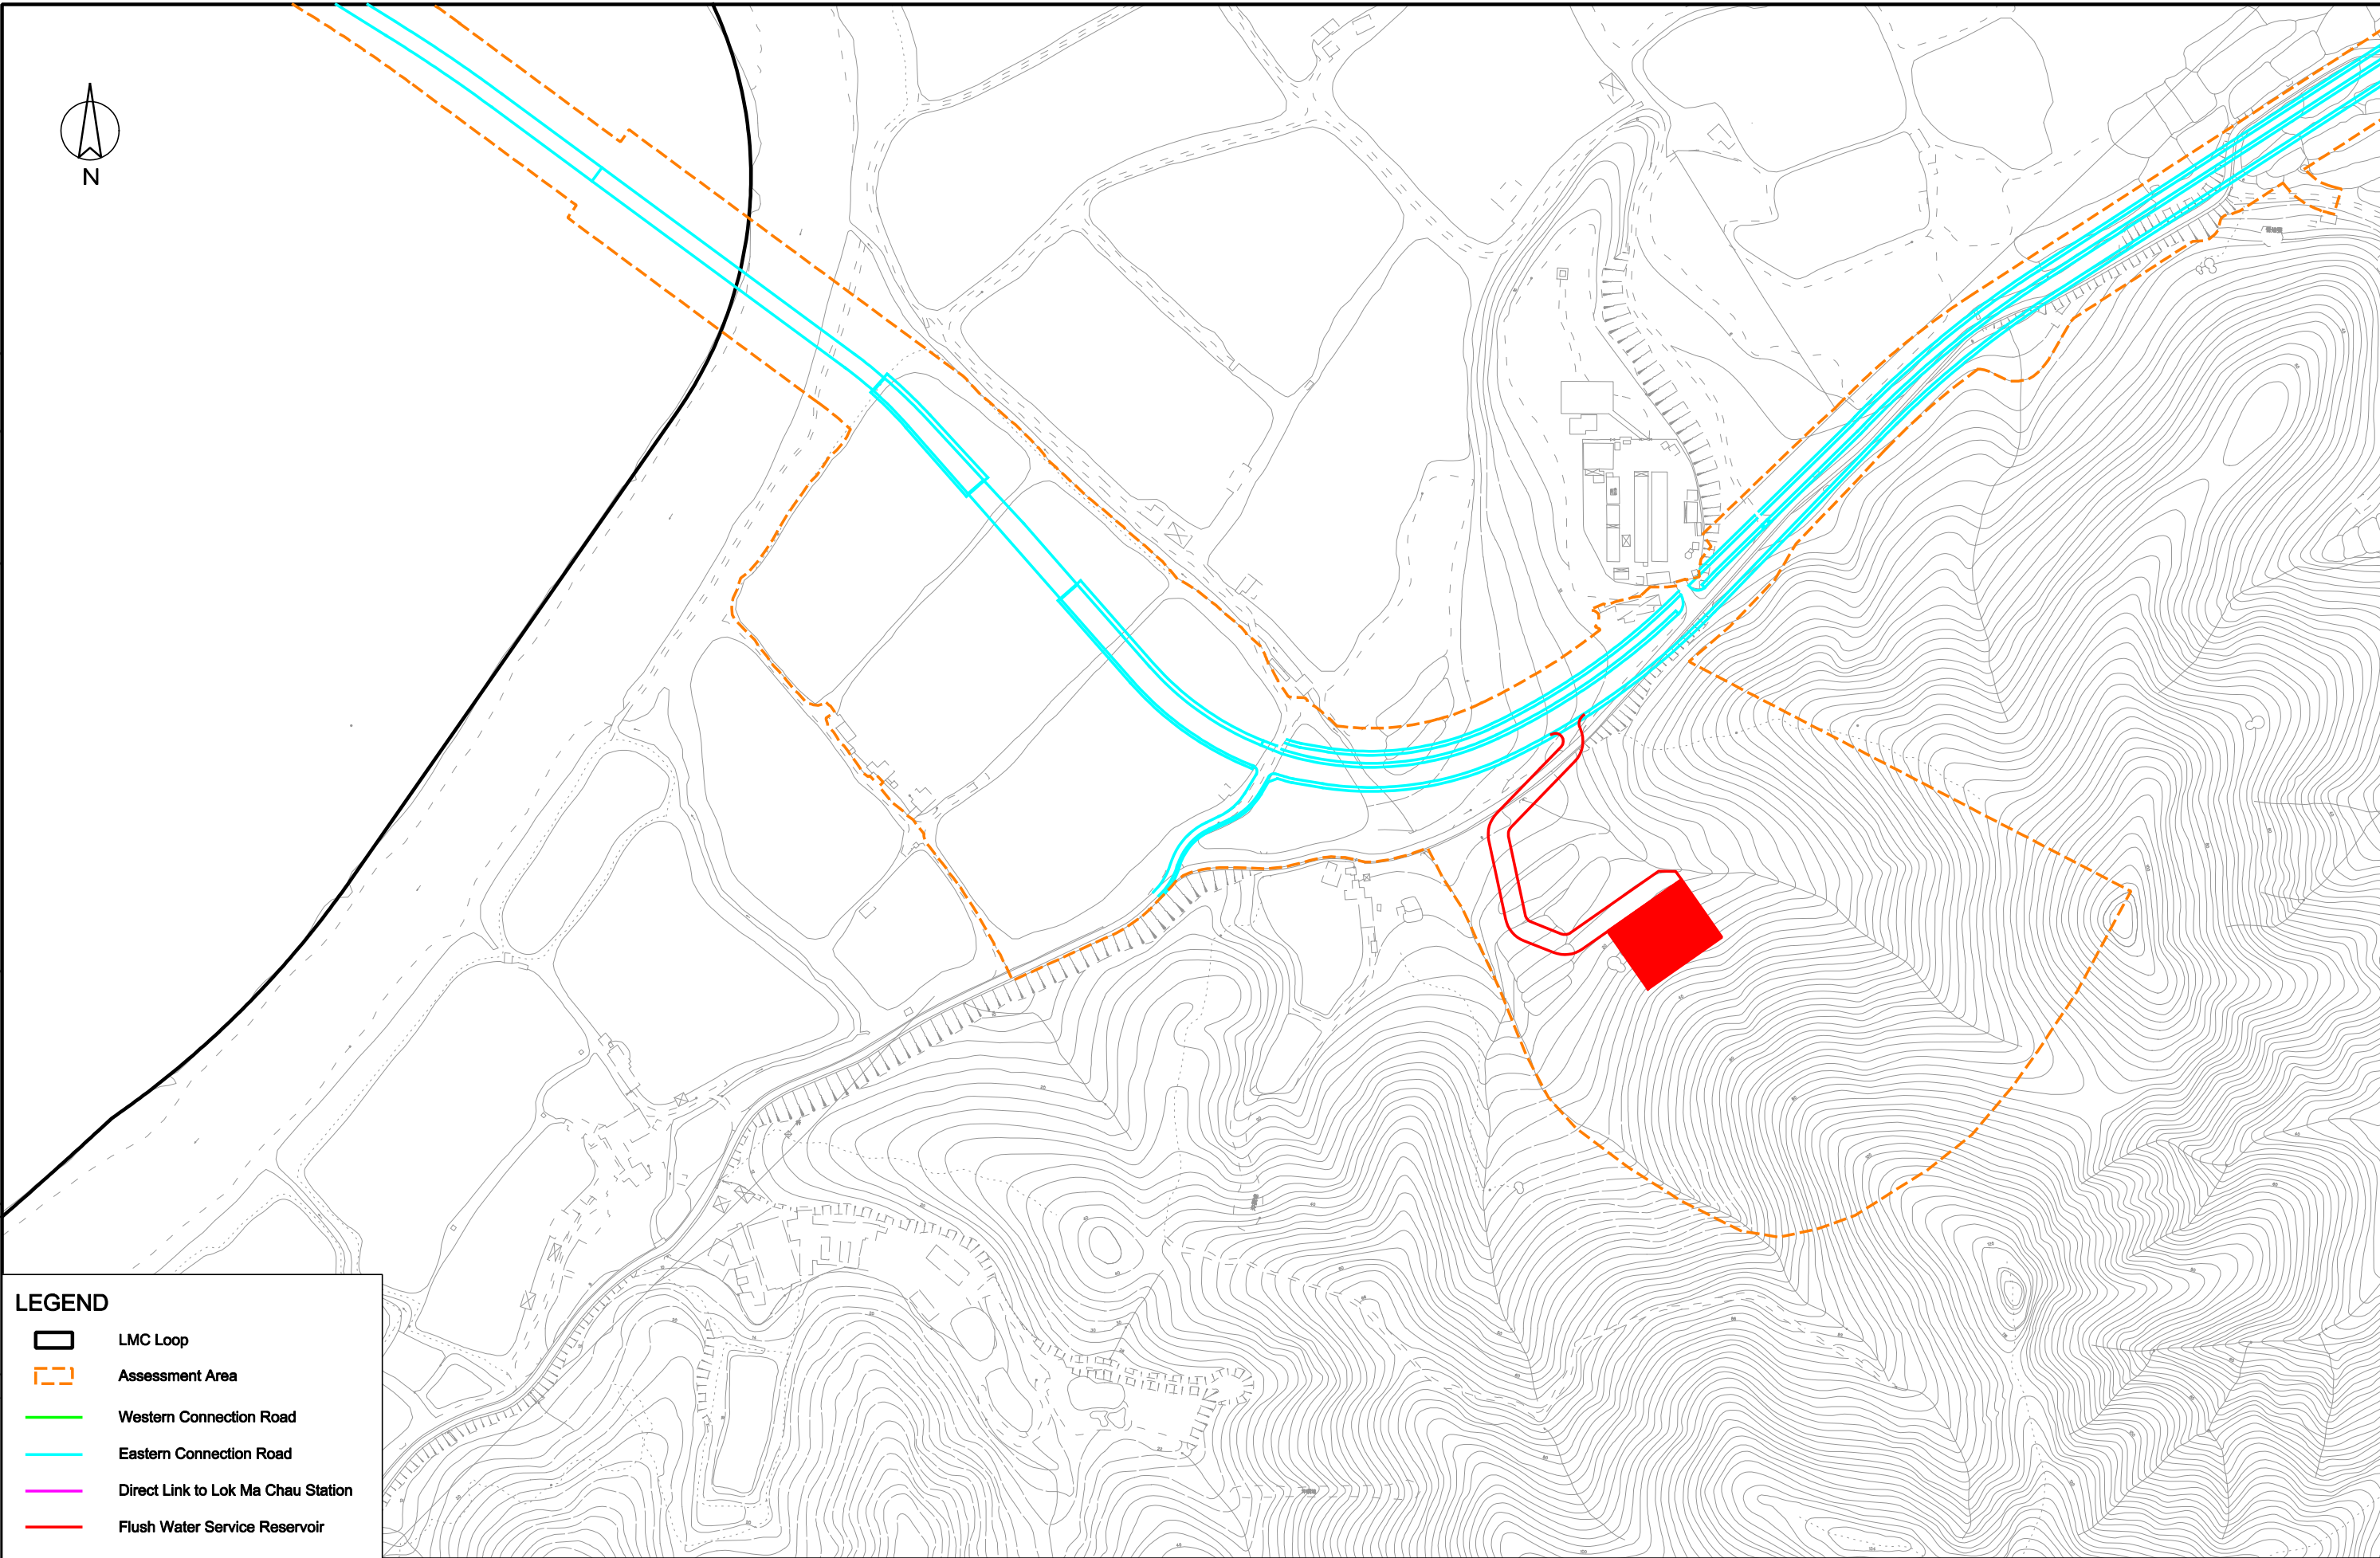 N
LEGEND
LMC Loop
Assessment Area
Western Connection Road
Eastern Connection Road
Direct Link to Lok Ma Chau Station
Flush Water Service Reservoir